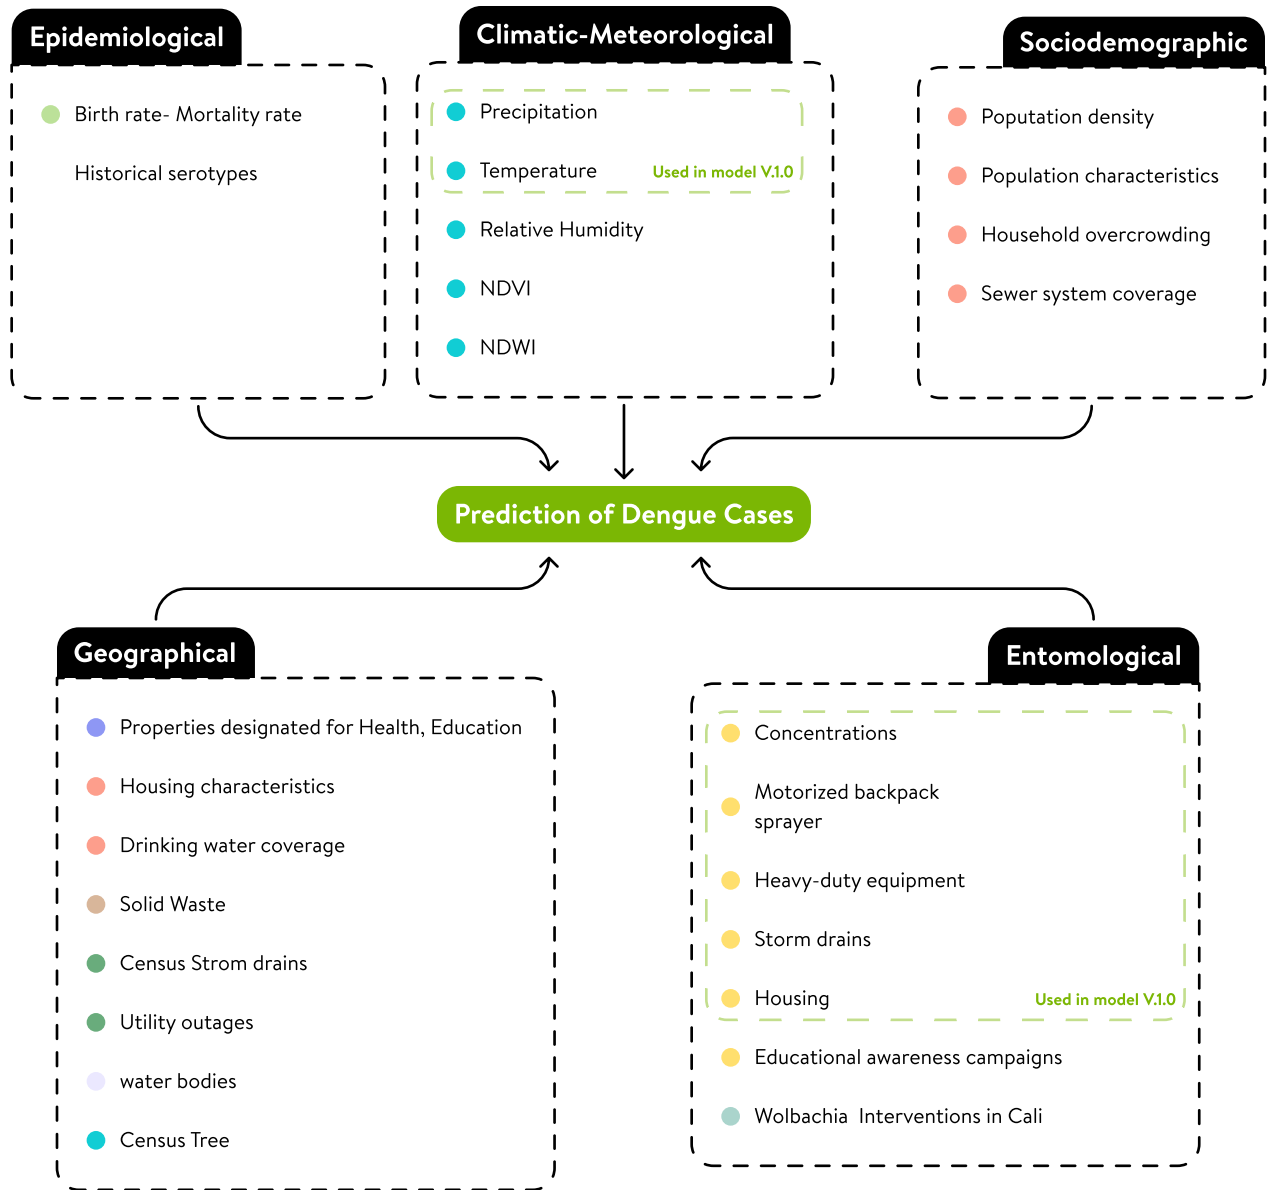 Epidemiological
Birth rate- Mortality rate
Historical serotypes
Climatic-Meteorological
Precipitation
Temperature
Used in model V.1.0
Relative Humidity
NDVI
NDWI
Sociodemographic
Poputation density
Population characteristics
Household overcrowding
Sewer system coverage
Prediction of Dengue Cases
Geographical
Properties designated for Health, Education
Housing characteristics
Drinking water coverage
Solid Waste
Census Strom drains
Utility outages
water bodies
Census Tree
Entomological
Concentrations
Motorized backpack
sprayer
Heavy-duty equipment
Storm drains
Housing
Used in model V.1.0
Educational awareness campaigns
Wolbachia  Interventions in Cali